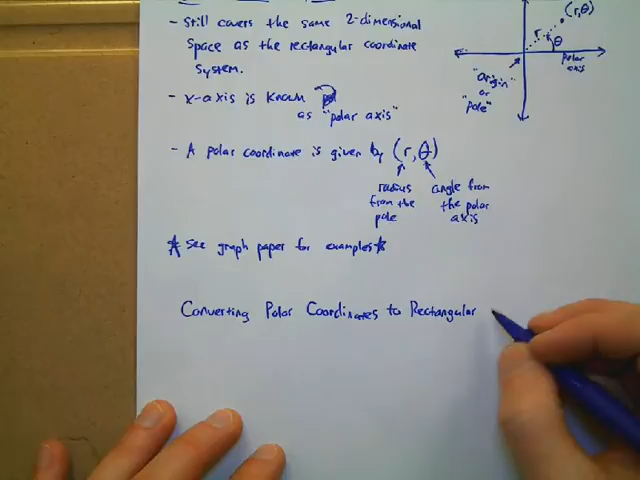 - Still covers the same 2-dimensional
space as the rectangular coordinate
system.
(r, θ)
r
θ
polar
axis
"origin"
or
"pole"
- x-axis is known
as "polar axis"
- A polar coordinate is given by (r, θ)
radius
from the
pole
angle from
the polar
axis
* See graph paper for examples *
Converting Polar Coordinates to Rectangular